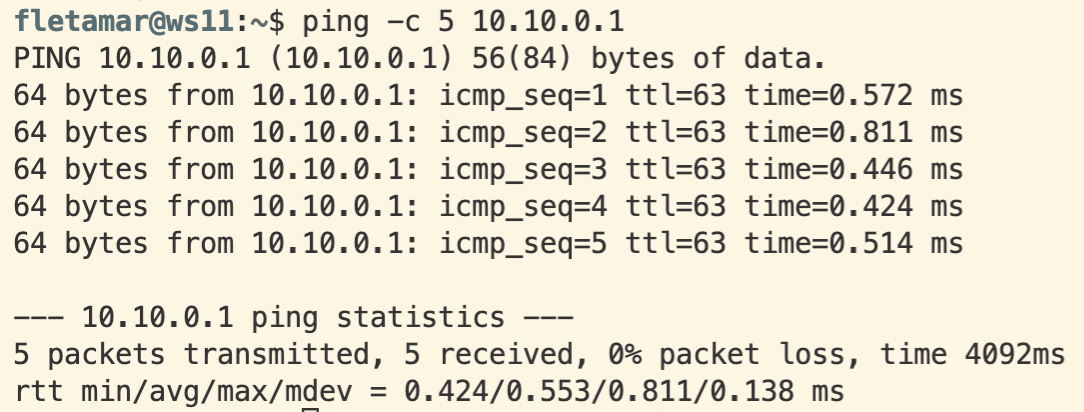 fletamar@ws11:~$ ping -c 5 10.10.0.1
PING 10.10.0.1 (10.10.0.1) 56(84) bytes of data.
64 bytes from 10.10.0.1: icmp_seq=1 ttl=63 time=0.572 ms
64 bytes from 10.10.0.1: icmp_seq=2 ttl=63 time=0.811 ms
64 bytes from 10.10.0.1: icmp_seq=3 ttl=63 time=0.446 ms
64 bytes from 10.10.0.1: icmp_seq=4 ttl=63 time=0.424 ms
64 bytes from 10.10.0.1: icmp_seq=5 ttl=63 time=0.514 ms
--- 10.10.0.1 ping statistics ---
5 packets transmitted, 5 received, 0% packet loss, time 4092ms
rtt min/avg/max/mdev = 0.424/0.553/0.811/0.138 ms